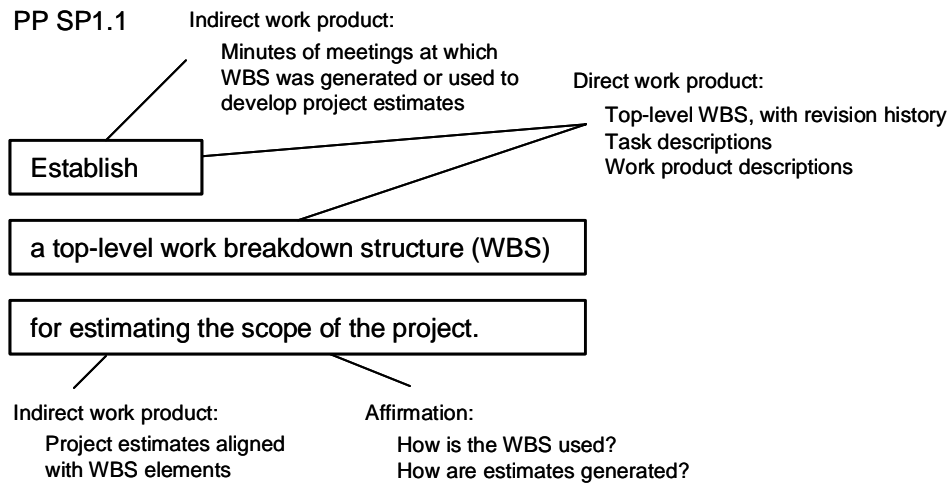 PP SP1.1
Indirect work product:
Minutes of meetings at which
WBS was generated or used to
develop project estimates
Direct work product:
Top-level WBS, with revision history
Task descriptions
Work product descriptions
Establish
a top-level work breakdown structure (WBS)
for estimating the scope of the project.
Indirect work product:
Project estimates aligned
with WBS elements
Affirmation:
How is the WBS used?
How are estimates generated?